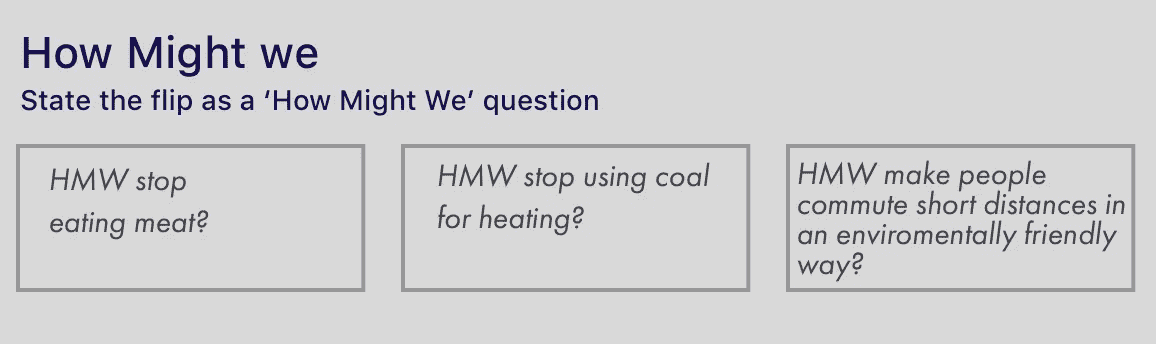 How Might we
State the flip as a ‘How Might We’ question
HMW stop
eating meat?
HMW stop using coal
for heating?
HMW make people
commute short distances in
an enviromentally friendly
way?